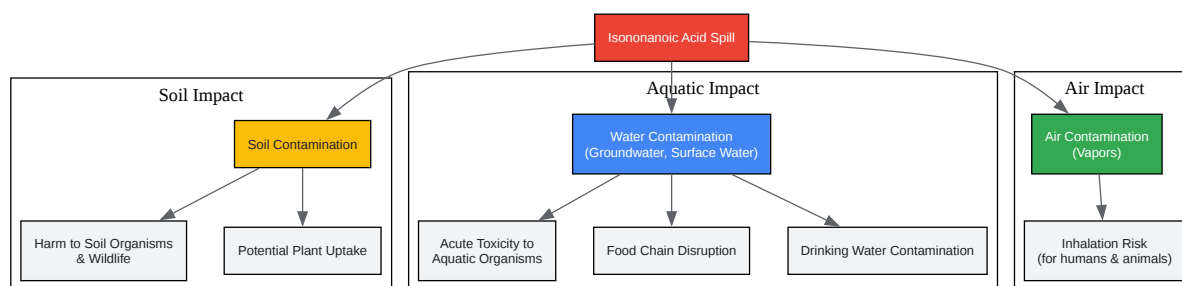 Isononanoic Acid Spill
Soil Impact
Aquatic Impact
Air Impact
Soil Contamination
Water Contamination
(Groundwater, Surface Water)
Air Contamination
(Vapors)
Harm to Soil Organisms
& Wildlife
Potential Plant Uptake
Acute Toxicity to
Aquatic Organisms
Food Chain Disruption
Drinking Water Contamination
Inhalation Risk
(for humans & animals)